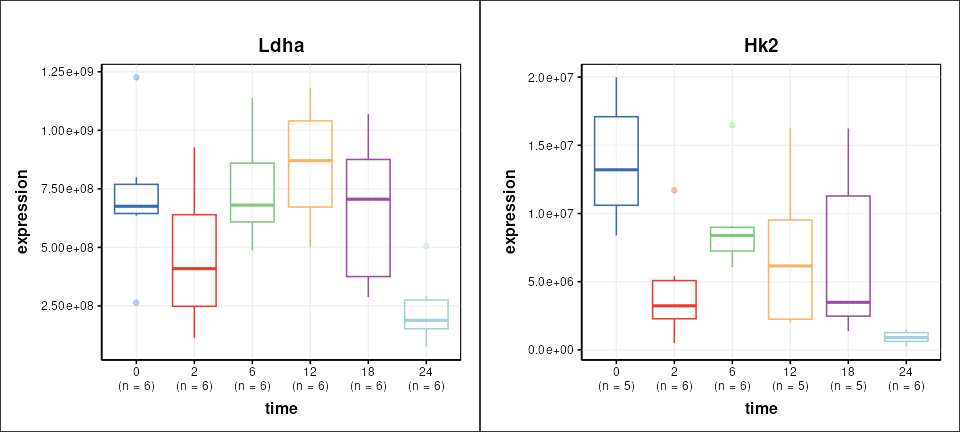 Ldha
1.25e+09
1.00e+09
7.50e+08
5.00e+08
2.50e+08
expression
0 2 6 12 18 24
(n = 6) (n = 6) (n = 6) (n = 6) (n = 6) (n = 6)
time
Hk2
2.0e+07
1.5e+07
1.0e+07
5.0e+06
0.0e+00
expression
0 2 6 12 18 24
(n = 5) (n = 6) (n = 6) (n = 5) (n = 5) (n = 6)
time